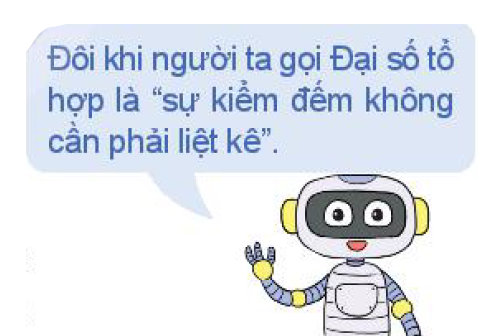 Đôi khi người ta gọi Đại số tổ
hợp là “sự kiểm đếm không
cần phải liệt kê”.